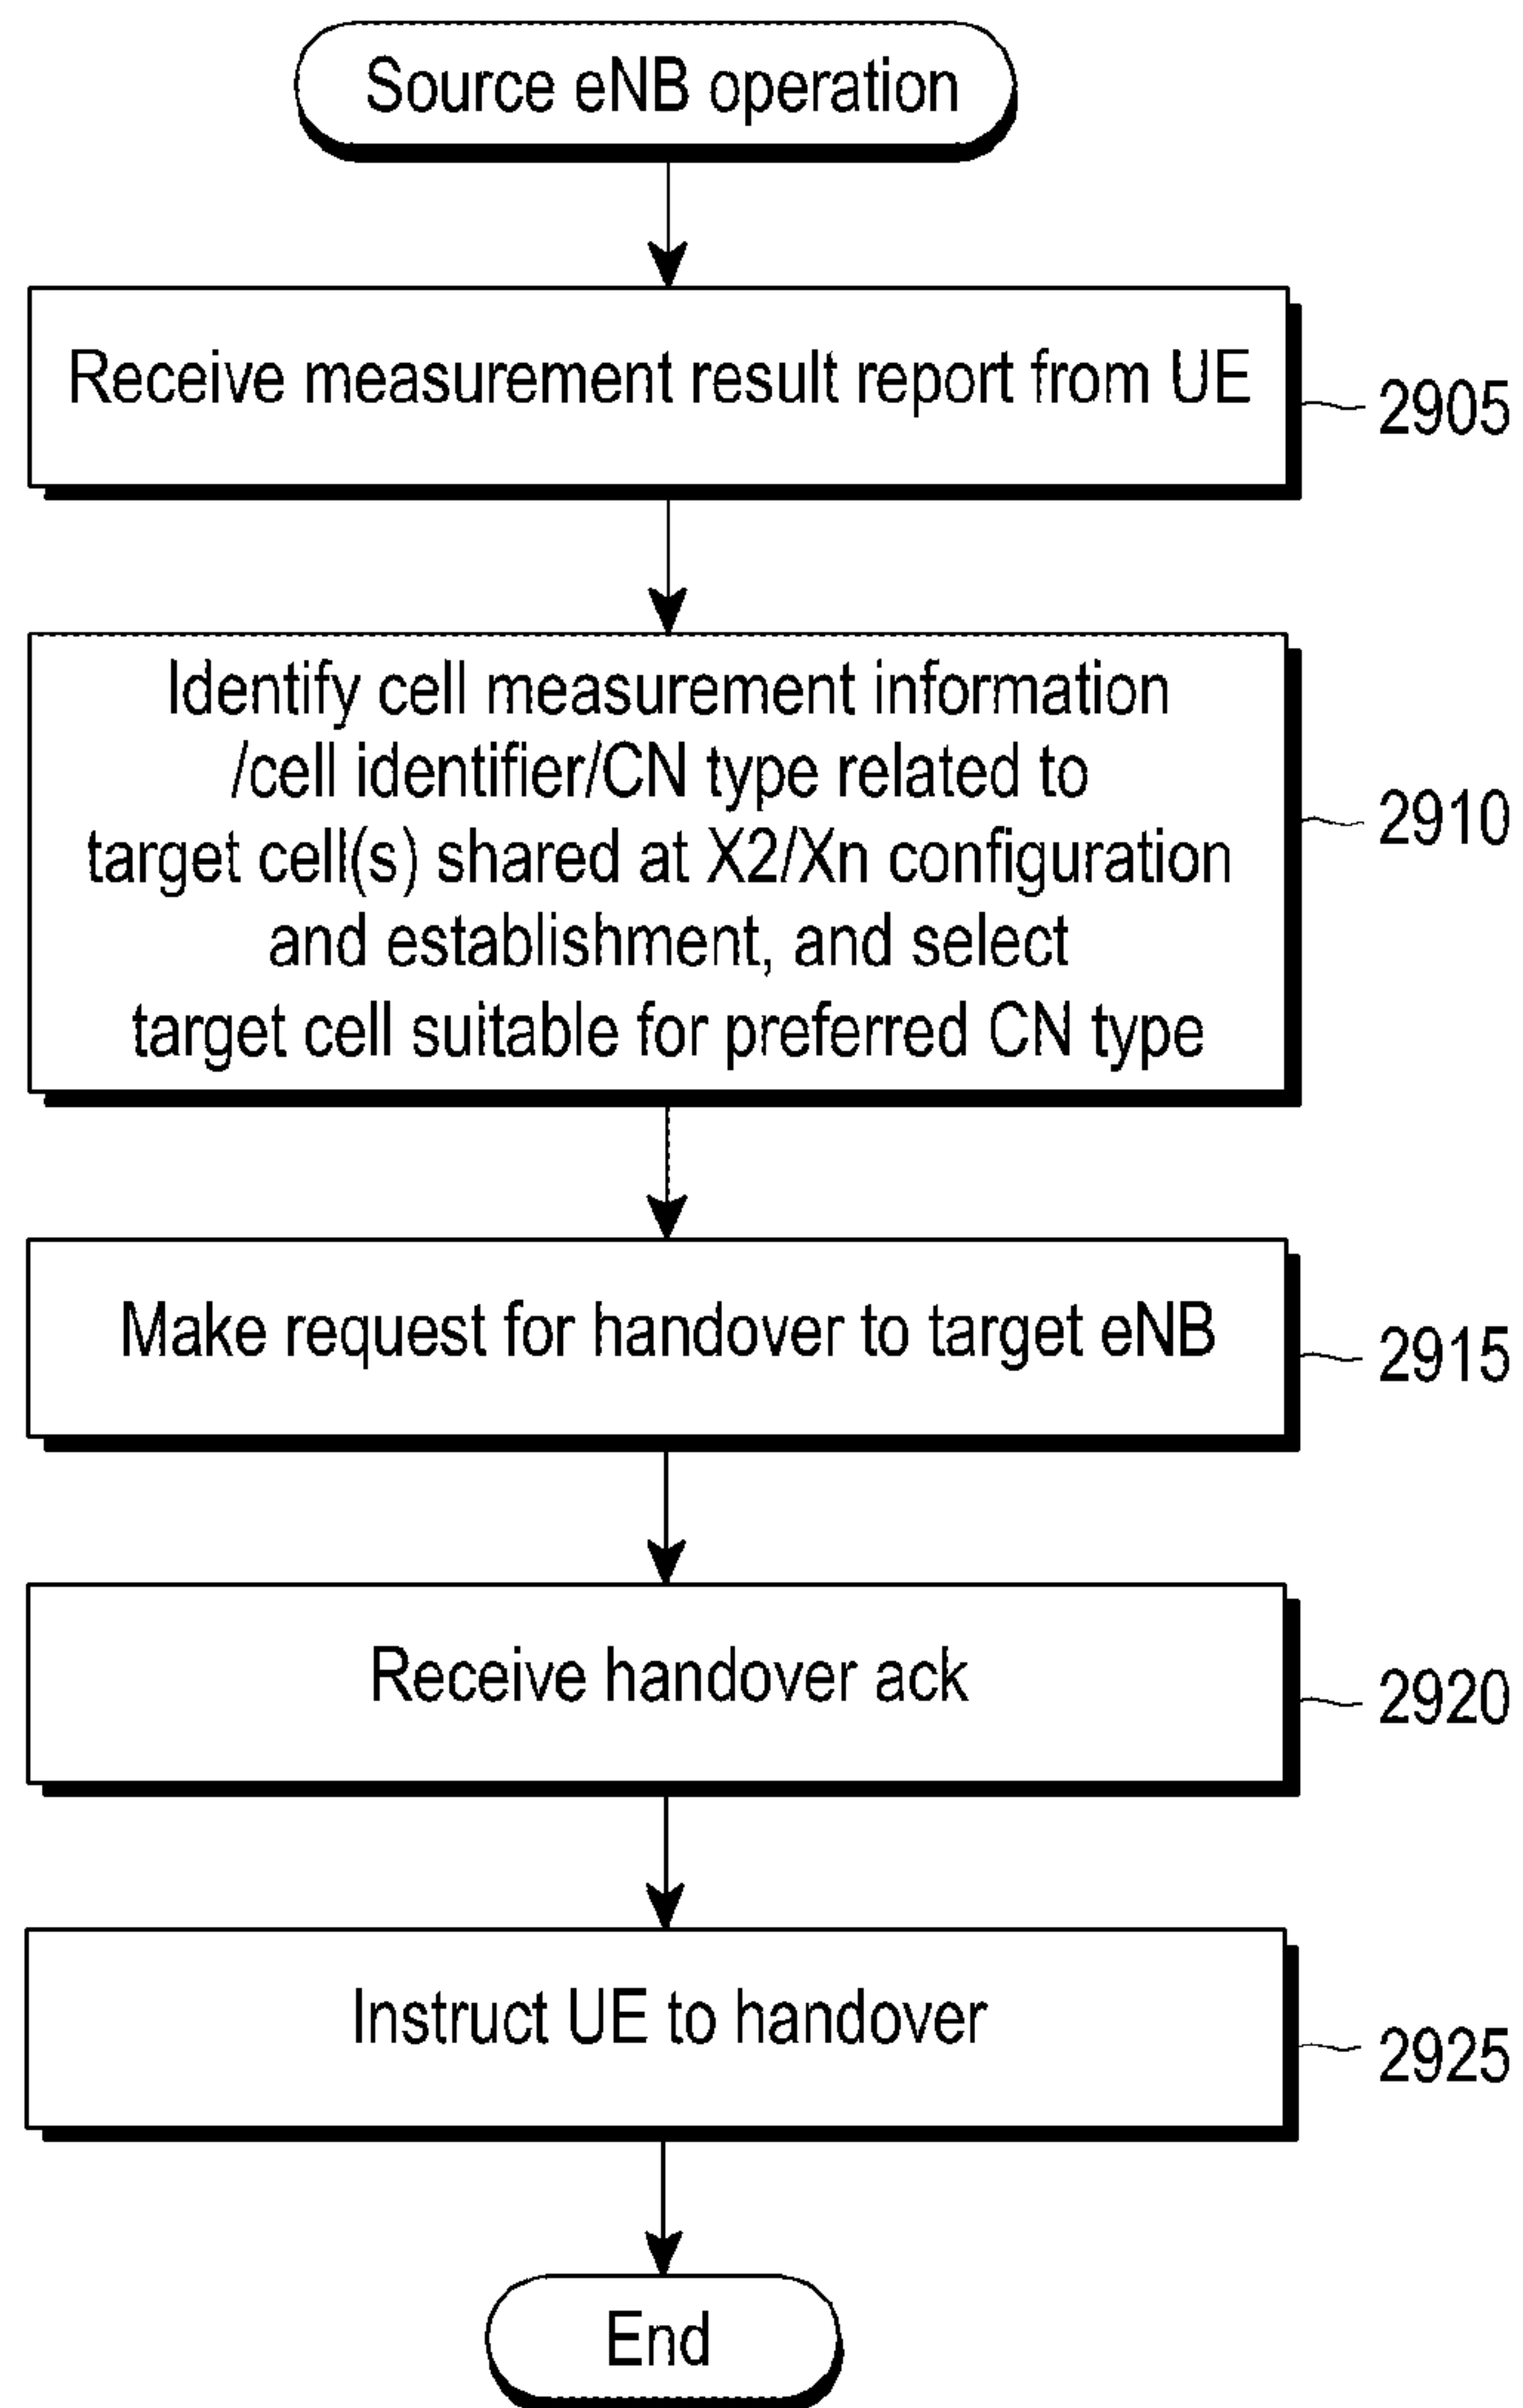 Source eNB operation
Receive measurement result report from UE
2905
Identify cell measurement information
/cell identifier/CN type related to
target cell(s) shared at X2/Xn configuration
and establishment, and select
target cell suitable for preferred CN type
2910
Make request for handover to target eNB
2915
Receive handover ack
2920
Instruct UE to handover
2925
End